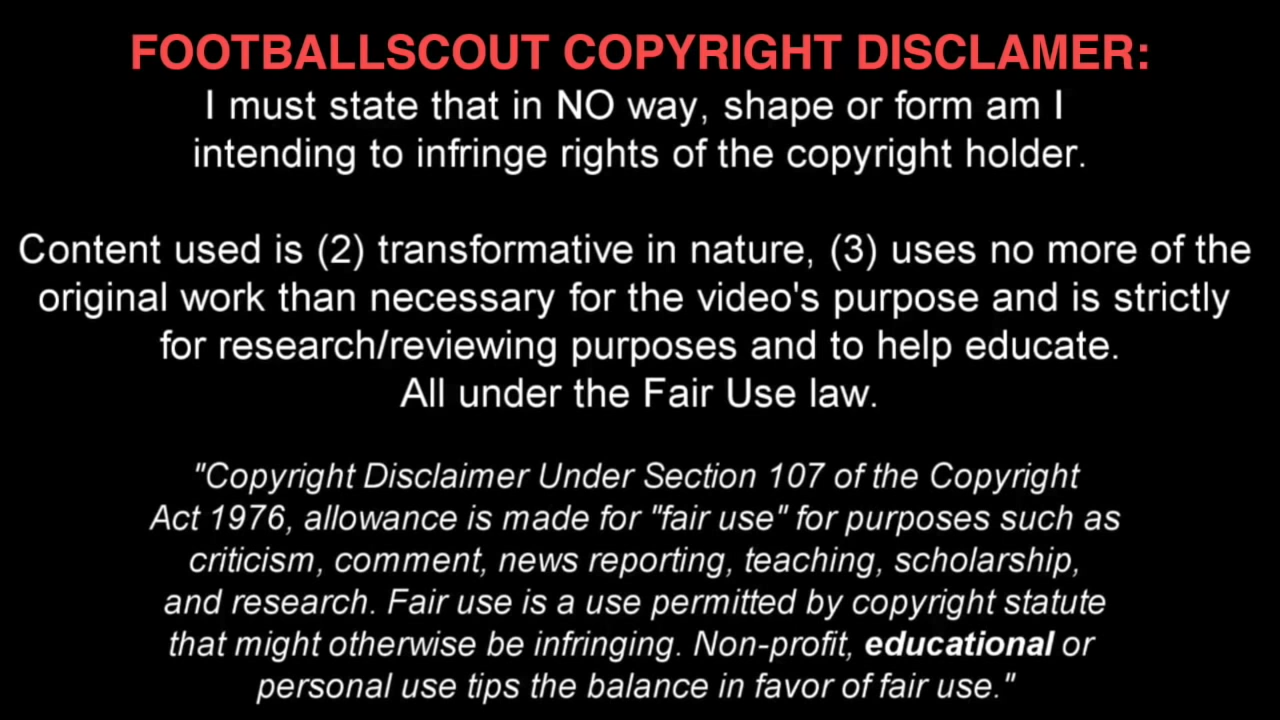 FOOTBALLSCOUT COPYRIGHT DISCLAMER:
I must state that in NO way, shape or form am I
intending to infringe rights of the copyright holder.
Content used is (2) transformative in nature, (3) uses no more of the
original work than necessary for the video's purpose and is strictly
for research/reviewing purposes and to help educate.
All under the Fair Use law.
"Copyright Disclaimer Under Section 107 of the Copyright
Act 1976, allowance is made for "fair use" for purposes such as
criticism, comment, news reporting, teaching, scholarship,
and research. Fair use is a use permitted by copyright statute
that might otherwise be infringing. Non-profit, educational or
personal use tips the balance in favor of fair use."